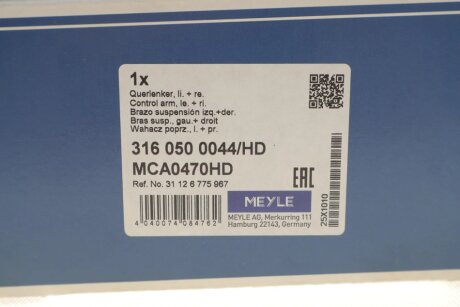 1x
Querlenker, li. + re.
Control arm, le. + ri.
Brazo suspensión izq.+der.
Bras susp., gau.+ droit
Wahacz poprz., l. + pr.
316 050 0044/HD
MCA0470HD
Ref. No. 31 12 6 775 967
EAC
MEYLE
MEYLE AG, Merkurring 111
Hamburg 22143, Germany
4 040074 084762
25X1010